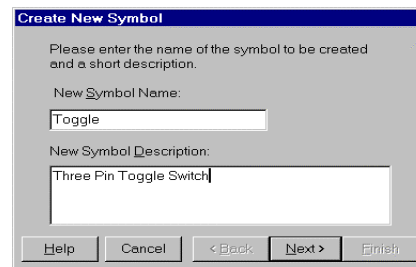 Create New Symbol
Please enter the name of the symbol to be created
and a short description.
New Symbol Name:
Toggle
New Symbol Description:
Three Pin Toggle Switch
Help Cancel < Back Next > Finish